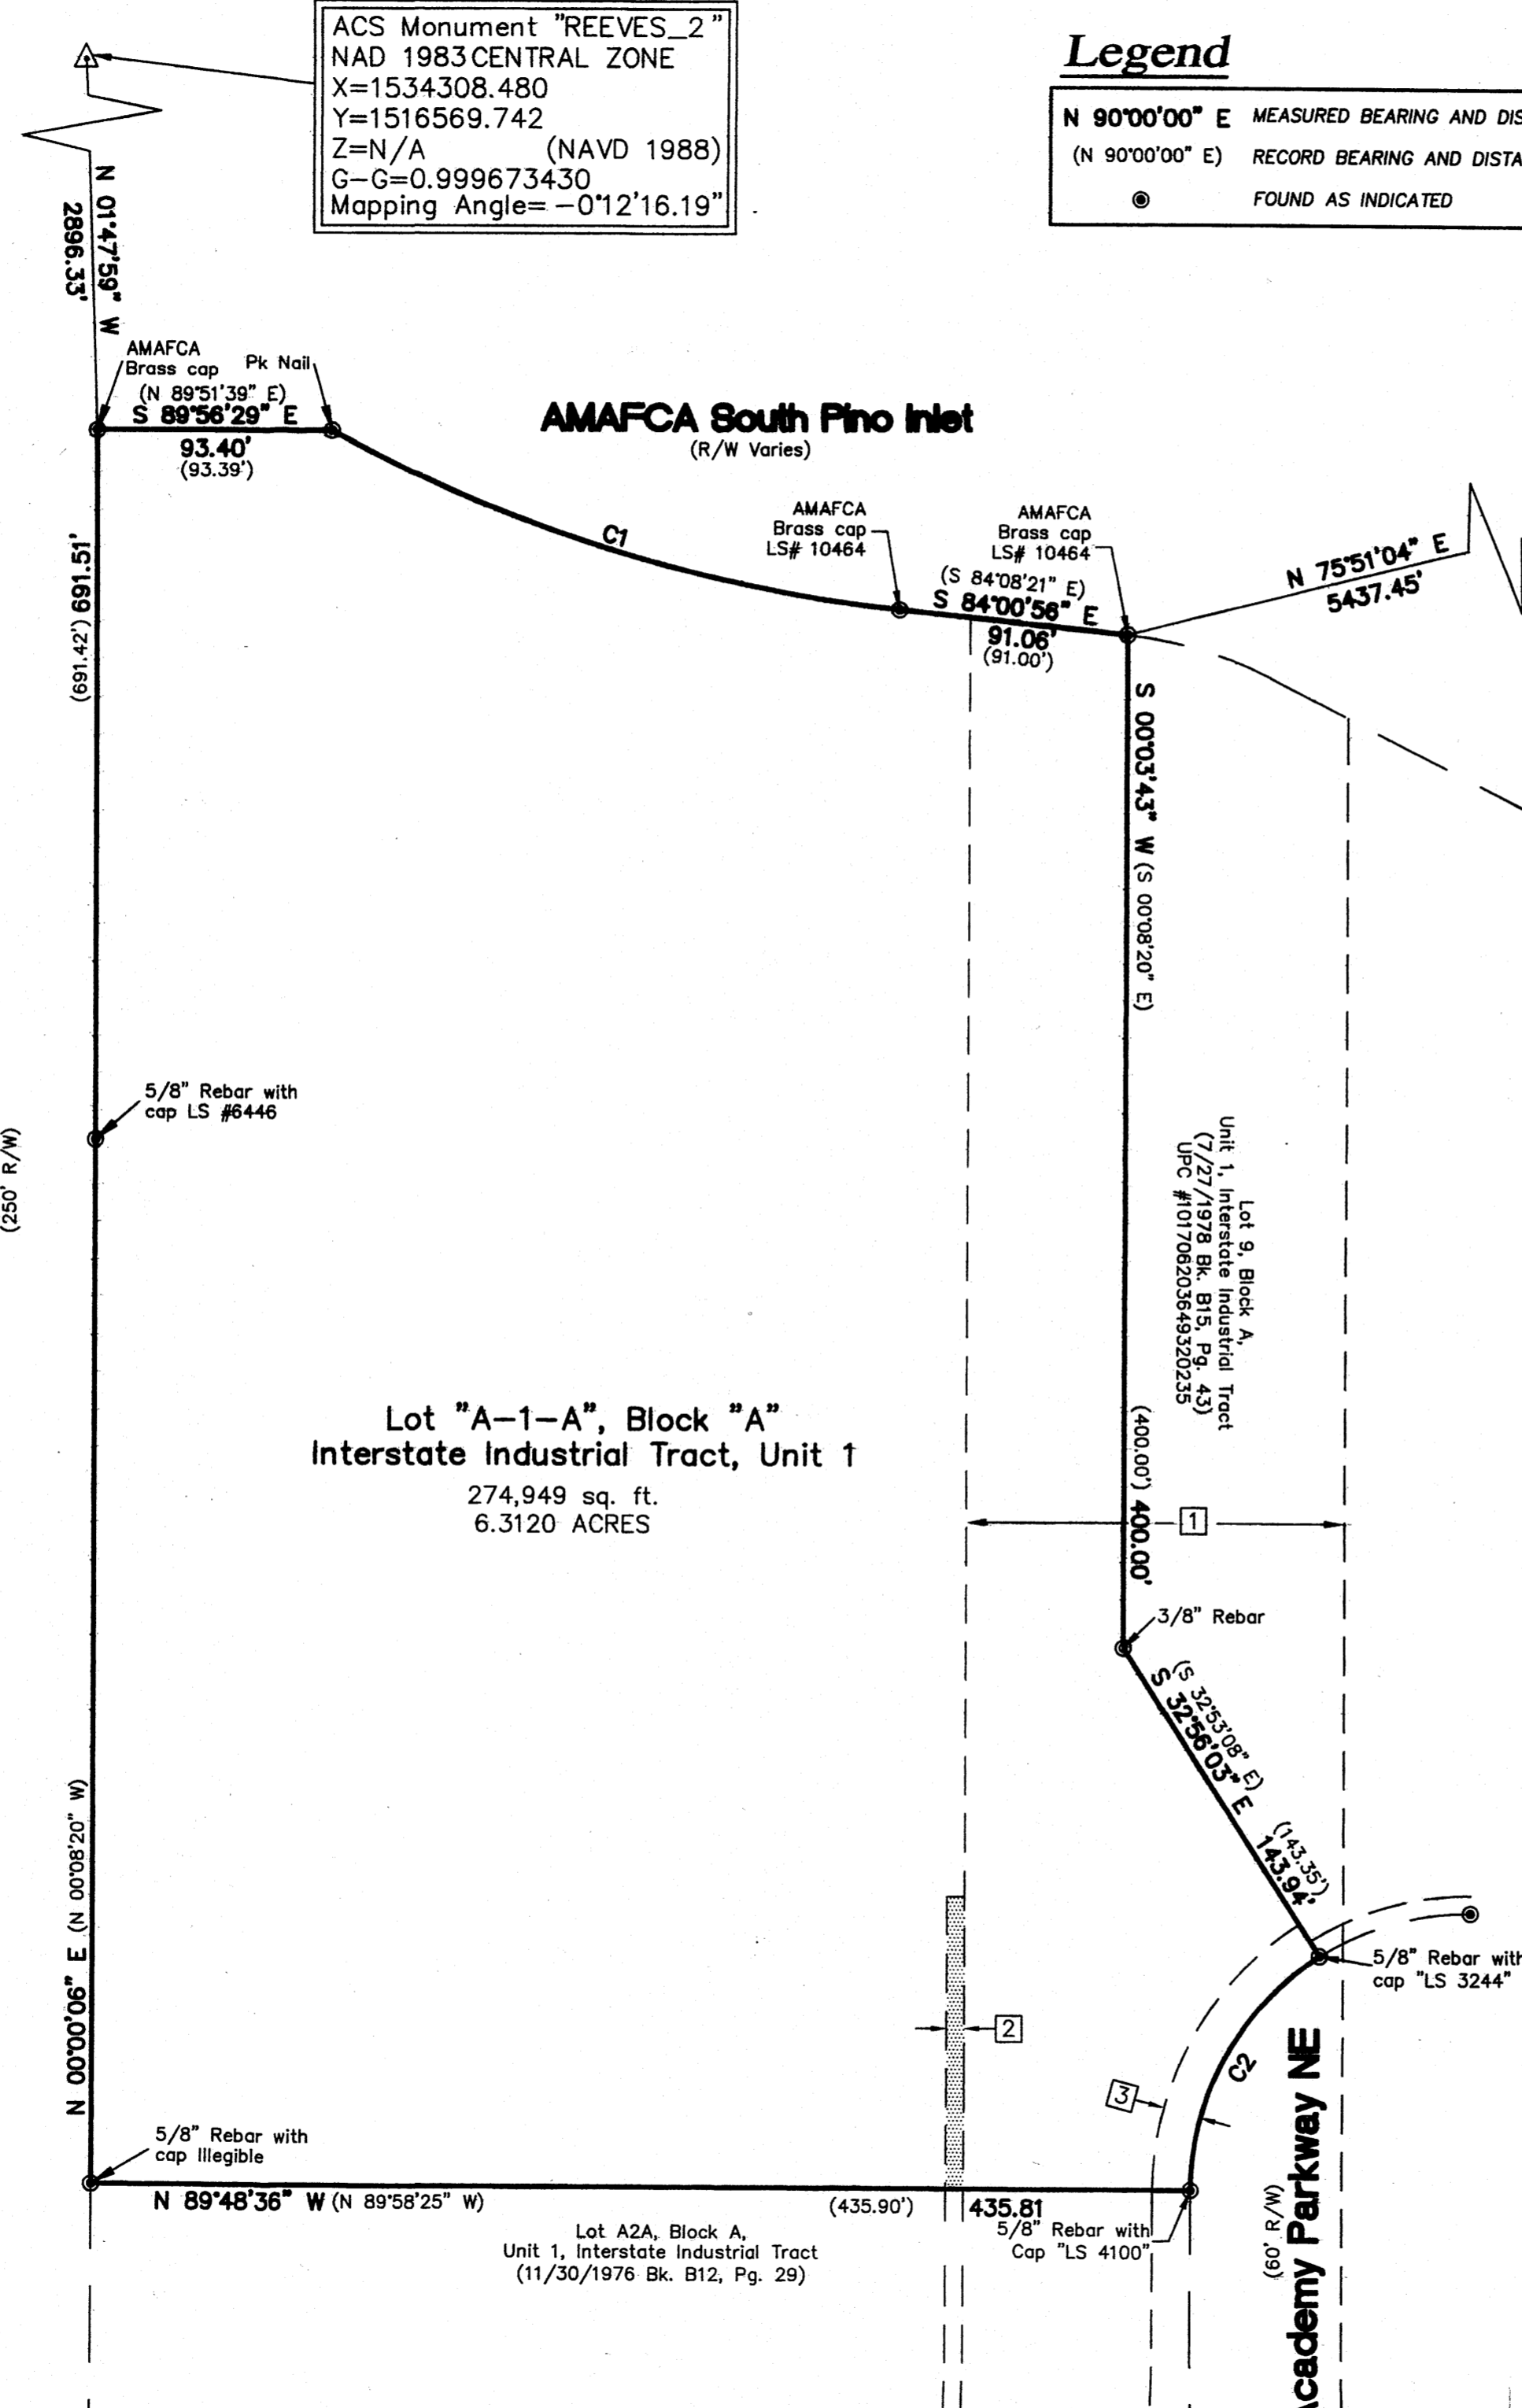 ACS Monument "REEVES_2"
NAD 1983 CENTRAL ZONE
X=1534308.480
Y=1516569.742
Z=N/A (NAVD 1988)
G-G=0.999673430
Mapping Angle= -0°12'16.19"
Legend
N 90°00'00" E MEASURED BEARING AND
(N 90°00'00" E) RECORD BEARING AND
FOUND AS INDICATED
N 01°47'59" W
2896.33'
AMAFCA
Brass cap
Pk Nail
(N 89°51'39" E)
S 89°56'29" E
93.40'
(93.39')
AMAFCA South Pino Inlet
(R/W Varies)
C1
AMAFCA
Brass cap
LS# 10464
AMAFCA
Brass cap
LS# 10464
(S 84°08'21" E)
S 84°00'56" E
91.06'
(91.00')
N 75°51'04" E
5437.45'
(691.42') 691.51'
S 00°03'43" W (S 00°08'20" E)
5/8" Rebar with
cap LS #6446
(250' R/W)
Lot 9, Block A,
Unit 1, Interstate Industrial Tract
(7/27/1978 Bk. B15, Pg. 43)
UPC #101706203649320235
Lot "A-1-A", Block "A"
Interstate Industrial Tract, Unit 1
274,949 sq. ft.
6.3120 ACRES
(400.00') 400.00'
1
3/8" Rebar
(S 32°53'08" E)
S 32°56'03" E
(143.35')
143.94'
N 00°00'06" E (N 00°08'20" W)
5/8" Rebar with
cap "LS 3244"
2
C2
3
5/8" Rebar with
cap Illegible
N 89°48'36" W (N 89°58'25" W)
(435.90') 435.81
Lot A2A, Block A,
Unit 1, Interstate Industrial Tract
(11/30/1976 Bk. B12, Pg. 29)
5/8" Rebar with
Cap "LS 4100"
(60' R/W)
Academy Parkway NE